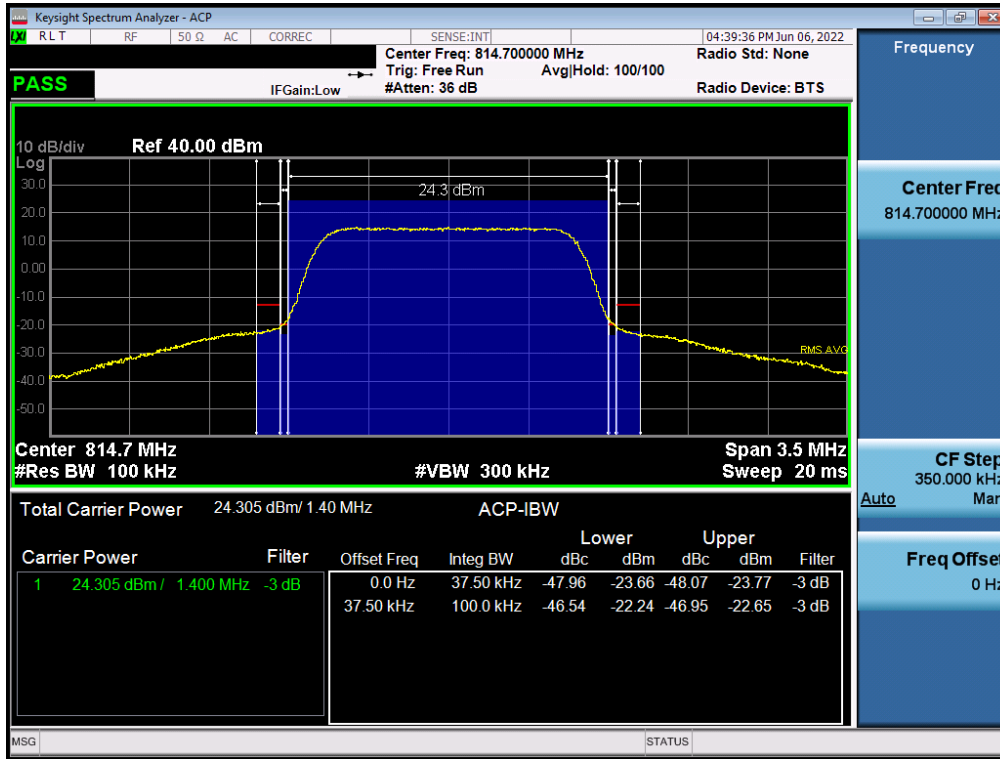 Keysight Spectrum Analyzer - ACP
LXI RLT RF 50 Ω AC CORREC SENSE:INT 04:39:36 PM Jun 06, 2022
PASS
IFGain:Low
Center Freq: 814.700000 MHz Radio Std: None
Trig: Free Run Avg|Hold: 100/100
#Atten: 36 dB Radio Device: BTS
10 dB/div Ref 40.00 dBm
Log
30.0
20.0
10.0
0.00
-10.0
-20.0
-30.0
-40.0
-50.0
24.3 dBm
RMS AVG
Center 814.7 MHz Span 3.5 MHz
#Res BW 100 kHz #VBW 300 kHz Sweep 20 ms
Total Carrier Power 24.305 dBm/ 1.40 MHz ACP-IBW
Lower Upper
Carrier Power Filter Offset Freq Integ BW dBc dBm dBc dBm Filter
1 24.305 dBm / 1.400 MHz -3 dB 0.0 Hz 37.50 kHz -47.96 -23.66 -48.07 -23.77 -3 dB
37.50 kHz 100.0 kHz -46.54 -22.24 -46.95 -22.65 -3 dB
MSG STATUS
Frequency
Center Freq
814.700000 MHz
CF Step
350.000 kHz
Auto Man
Freq Offset
0 Hz